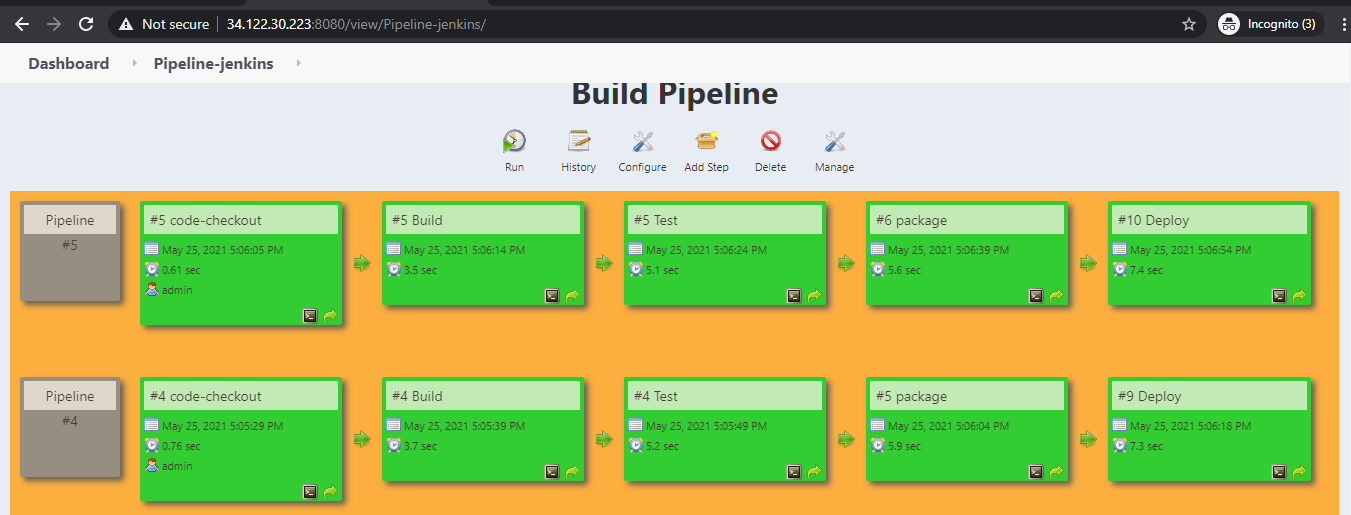 Not secure 34.122.30.223:8080/view/Pipeline-jenkins/ Incognito (3)
Dashboard Pipeline-jenkins
Build Pipeline
Run History Configure Add Step Delete Manage
Pipeline
#5
#5 code-checkout
May 25, 2021 5:06:05 PM
0.61 sec
admin
#5 Build
May 25, 2021 5:06:14 PM
3.5 sec
#5 Test
May 25, 2021 5:06:24 PM
5.1 sec
#6 package
May 25, 2021 5:06:39 PM
5.6 sec
#10 Deploy
May 25, 2021 5:06:54 PM
7.4 sec
Pipeline
#4
#4 code-checkout
May 25, 2021 5:05:29 PM
0.76 sec
admin
#4 Build
May 25, 2021 5:05:39 PM
3.7 sec
#4 Test
May 25, 2021 5:05:49 PM
5.2 sec
#5 package
May 25, 2021 5:06:04 PM
5.9 sec
#9 Deploy
May 25, 2021 5:06:18 PM
7.3 sec